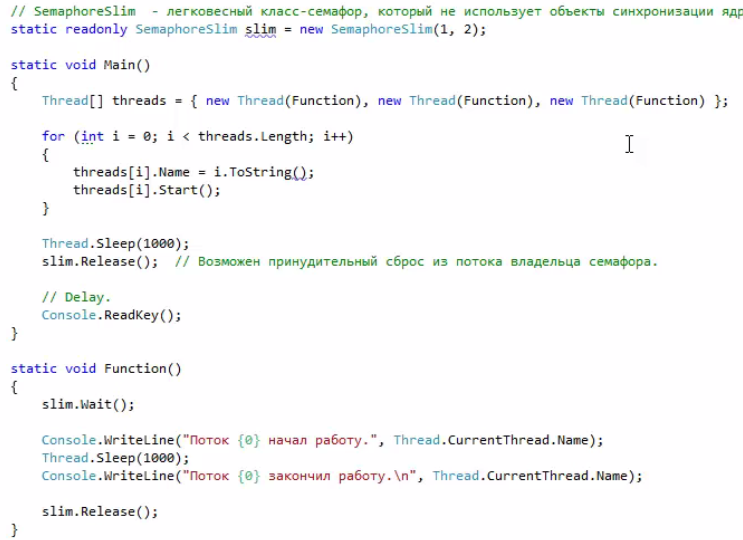 // SemaphoreSlim  - легковесный класс-семафор, который не использует объекты синхронизации
static readonly SemaphoreSlim slim = new SemaphoreSlim(1, 2);
static void Main()
{
    Thread[] threads = { new Thread(Function), new Thread(Function), new Thread(Function) };
    for (int i = 0; i < threads.Length; i++)
    {
        threads[i].Name = i.ToString();
        threads[i].Start();
    }
    Thread.Sleep(1000);
    slim.Release();  // Возможен принудительный сброс из потока владельца семафора.
    // Delay.
    Console.ReadKey();
}
static void Function()
{
    slim.Wait();
    Console.WriteLine("Поток {0} начал работу.", Thread.CurrentThread.Name);
    Thread.Sleep(1000);
    Console.WriteLine("Поток {0} закончил работу.\n", Thread.CurrentThread.Name);
    slim.Release();
}